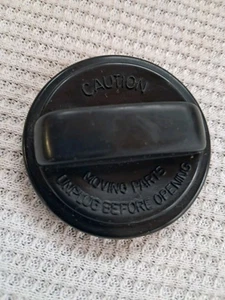 CAUTION
MOVING PARTS
UNPLUG BEFORE OPENING